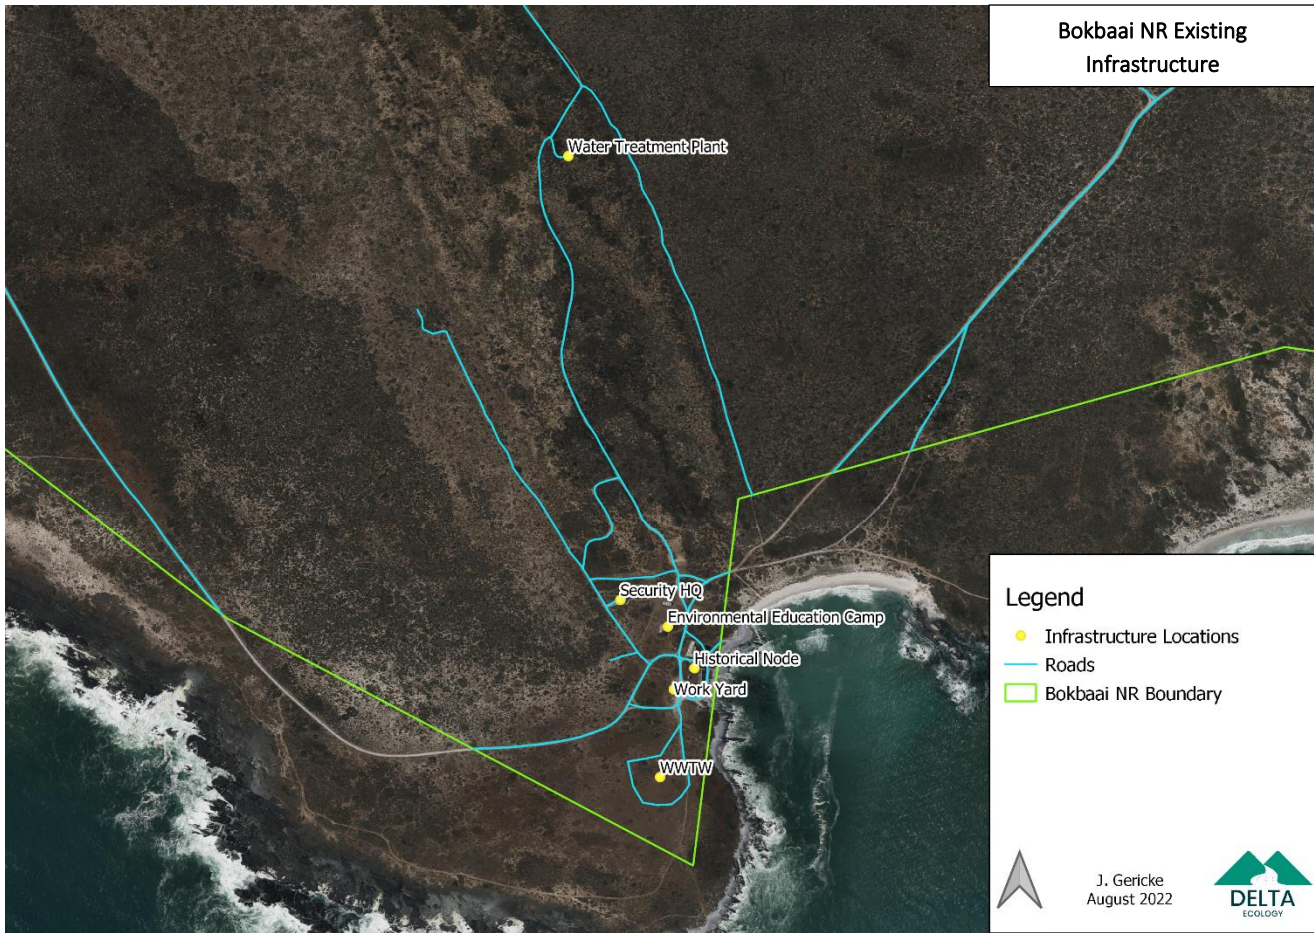 Bokbaai NR Existing
Infrastructure
Water Treatment Plant
Security HQ
Environmental Education Camp
Historical Node
Work Yard
WWTW
Legend
Infrastructure Locations
Roads
Bokbaai NR Boundary
J. Gericke
August 2022
DELTA
ECOLOGY